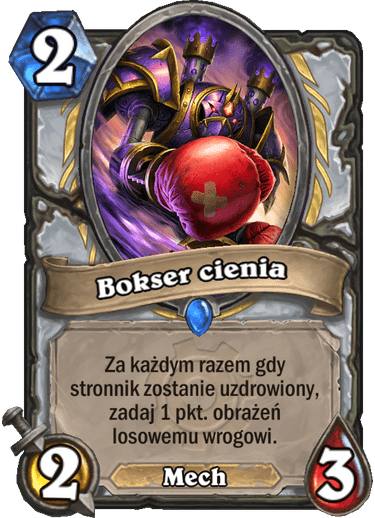 2
Bokser cienia
Za każdym razem gdy
stronnik zostanie uzdrowiony,
zadaj 1 pkt. obrażeń
losowemu wrogowi.
2
Mech
3